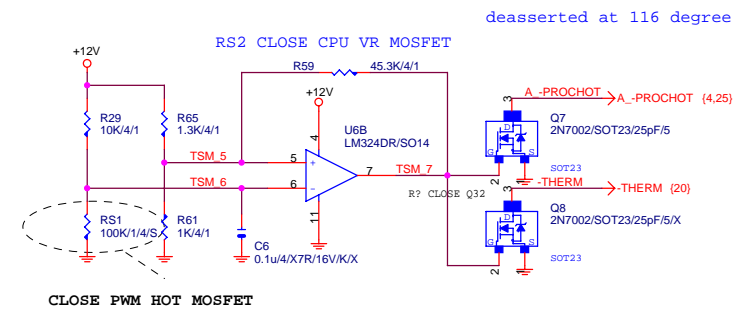 deasserted at 116 degree
RS2 CLOSE CPU VR MOSFET
+12V
R59
45.3K/4/1
+12V
R29
10K/4/1
R65
1.3K/4/1
TSM_5
TSM_6
5
6
4
11
7
U6B
LM324DR/SO14
TSM_7
R? CLOSE Q32
RS1
100K/1/4/S
R61
1K/4/1
C6
0.1u/4/X7R/16V/K/X
CLOSE PWM HOT MOSFET
3
A_-PROCHOT
A_-PROCHOT {4,25}
Q7
2N7002/SOT23/25pF/5
D
G
S
SOT23
2
3
-THERM
-THERM {20}
Q8
2N7002/SOT23/25pF/5/X
D
G
S
SOT23
2
1